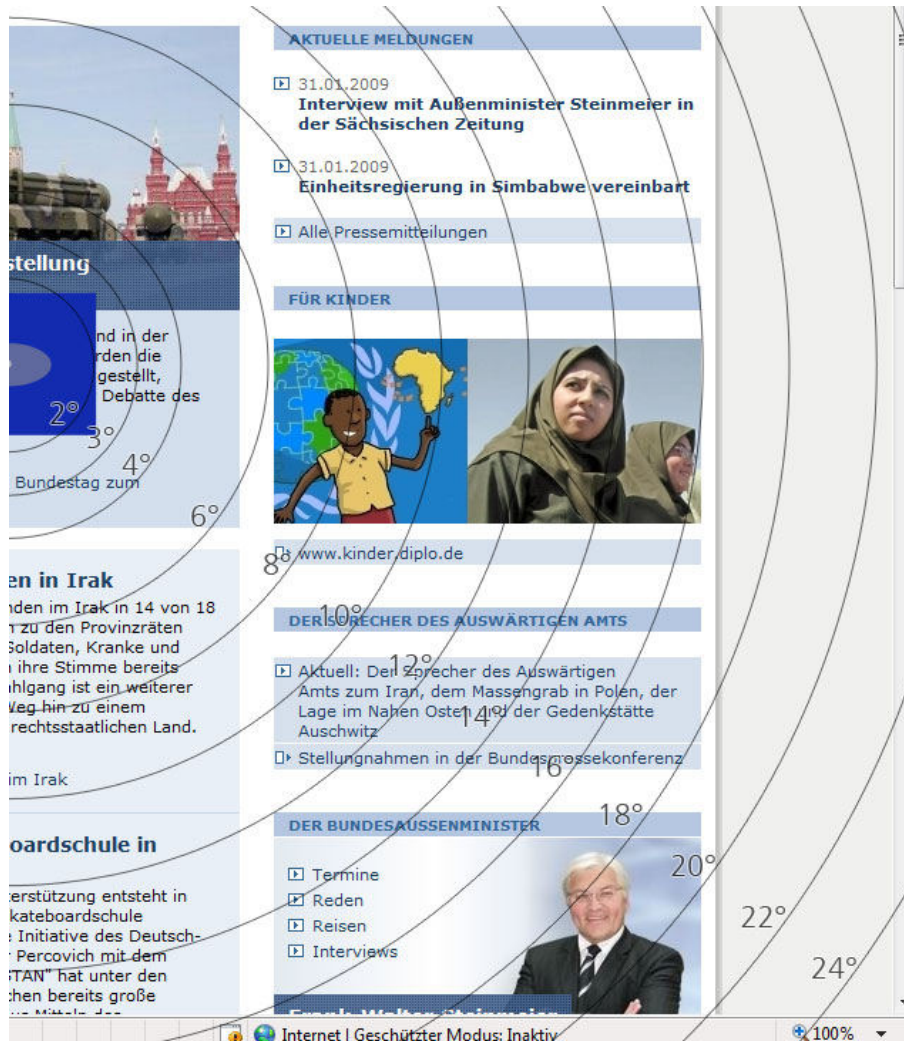 stellung
nd in der
rden die
gestellt,
Debatte des
Bundestag zum
en in Irak
nden im Irak in 14 von 18
zu den Provinzräten
Soldaten, Kranke und
ihre Stimme bereits
ahlgang ist ein weiterer
Weg hin zu einem
rechtsstaatlichen Land.
im Irak
oardschule in
terstützung entsteht in
kateboardschule
Initiative des Deutsch-
Percovich mit dem
STAN" hat unter den
chen bereits große
AKTUELLE MELDUNGEN
31.01.2009
Interview mit Außenminister Steinmeier in
der Sächsischen Zeitung
31.01.2009
Einheitsregierung in Simbabwe vereinbart
Alle Pressemitteilungen
FÜR KINDER
www.kinder.diplo.de
DER SPRECHER DES AUSWÄRTIGEN AMTS
Aktuell: Der Sprecher des Auswärtigen
Amts zum Iran, dem Massengrab in Polen, der
Lage im Nahen Osten und der Gedenkstätte
Auschwitz
Stellungnahmen in der Bundespressekonferenz
DER BUNDESAUSSENMINISTER
Termine
Reden
Reisen
Interviews
2°
3°
4°
6°
8°
10°
12°
14°
16°
18°
20°
22°
24°
Internet | Geschützter Modus: Inaktiv
100%